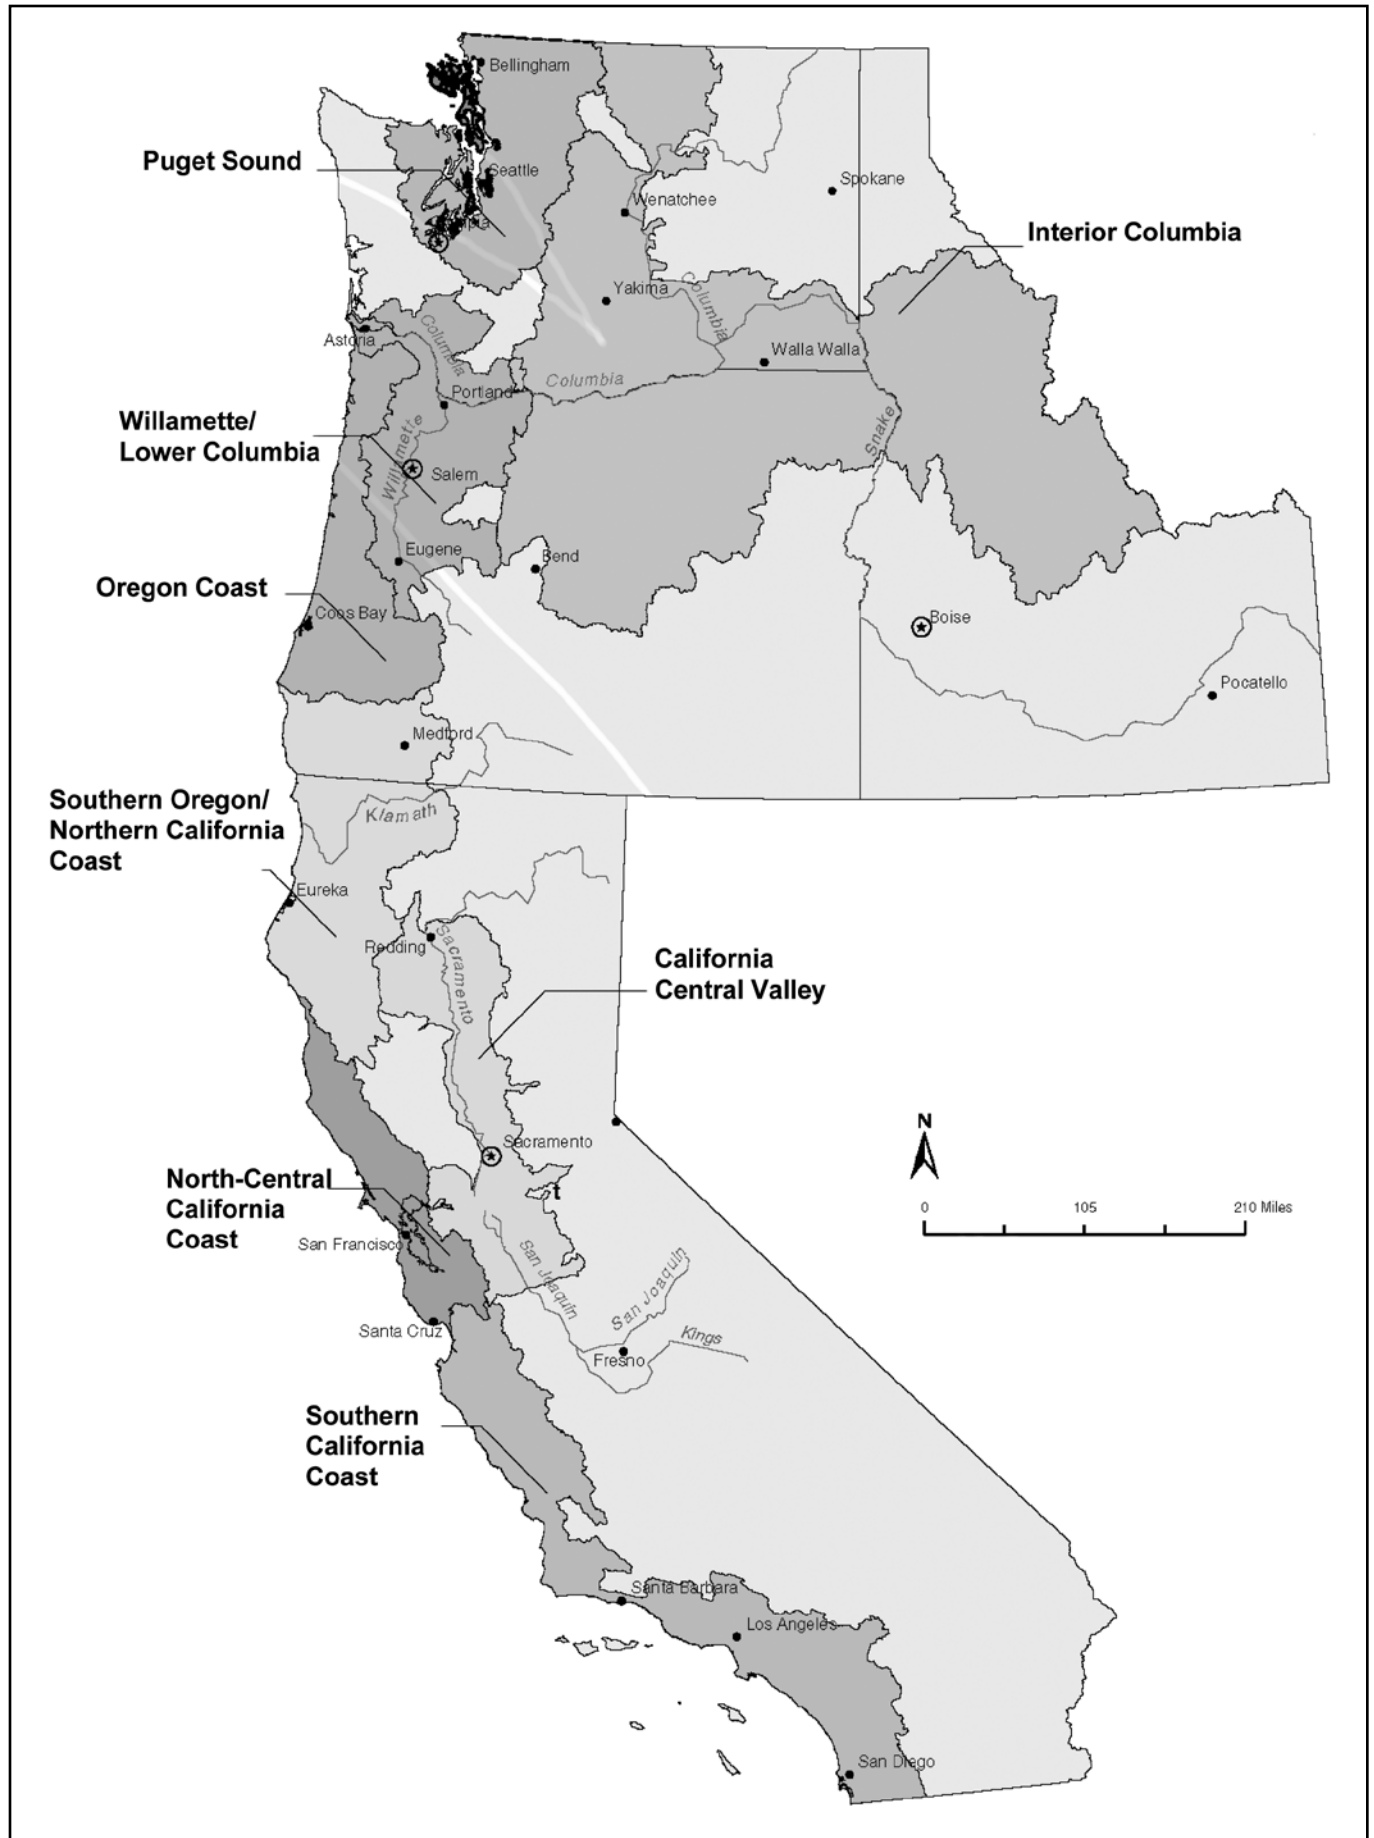 Bellingham
Puget Sound
Seattle
Spokane
Wenatchee
Interior Columbia
Columbia
Yakima
Columbia
Astoria
Walla Walla
Columbia
Portland
Willamette/
Lower Columbia
Willamette
Snake
Salem
Eugene
Bend
Oregon Coast
Coos Bay
Boise
Pocatello
Medford
Southern Oregon/
Northern California
Coast
Klamath
Eureka
Redding
Sacramento
California
Central Valley
N
Sacramento
North-Central
California
Coast
t
0 105 210 Miles
San Francisco
San Joaquin
San Joaquin
Santa Cruz
Kings
Fresno
Southern
California
Coast
Santa Barbara
Los Angeles
San Diego